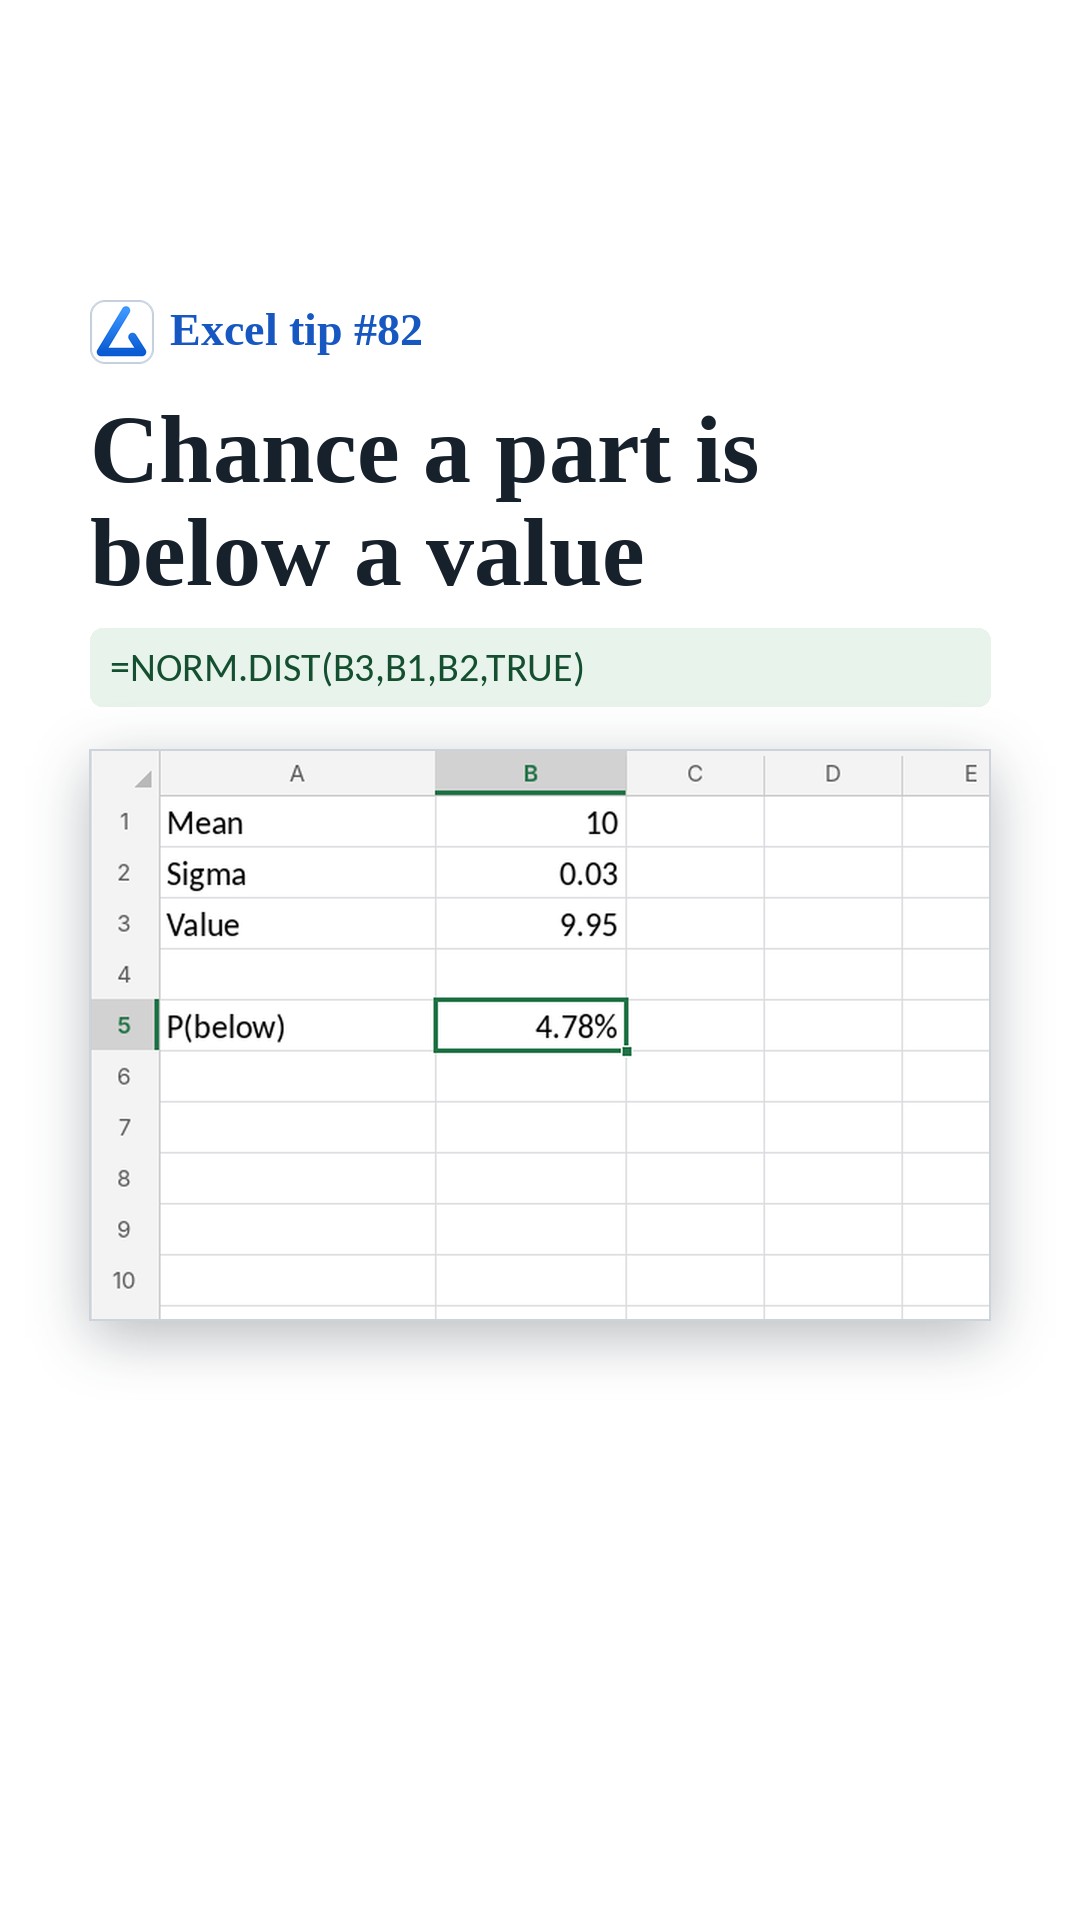 Excel tip #82
Chance a part is
below a value
=NORM.DIST(B3,B1,B2,TRUE)
A B C D E
1 Mean 10
2 Sigma 0.03
3 Value 9.95
4
5 P(below) 4.78%
6
7
8
9
10